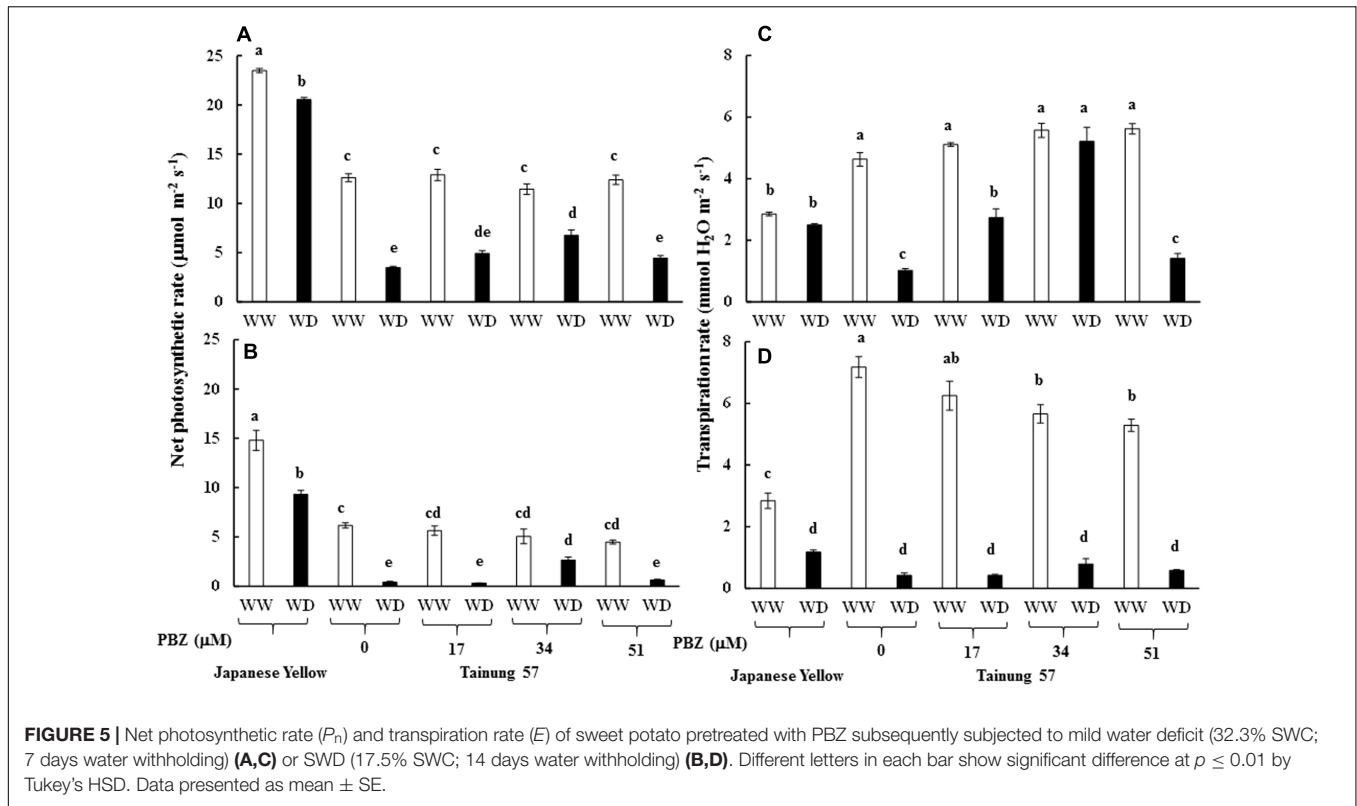 A
C
25
20
15
10
5
0
a
b
c
e
c
de
c
d
c
e
WW WD WW WD WW WD WW WD WW WD
8
6
4
2
0
b
b
a
c
a
b
a
a
a
c
WW WD WW WD WW WD WW WD WW WD
Net photosynthetic rate (µmol m-2 s-1)
Transpiration rate (mmol H2O m-2 s-1)
B
25
20
15
10
5
0
a
b
c
e
cd
e
cd
d
cd
e
WW WD WW WD WW WD WW WD WW WD
PBZ (µM)
0 17 34 51
Japanese Yellow Tainung 57
D
8
6
4
2
0
c
d
a
d
ab
d
b
d
b
d
WW WD WW WD WW WD WW WD WW WD
PBZ (µM)
0 17 34 51
Japanese Yellow Tainung 57
FIGURE 5 | Net photosynthetic rate (Pn) and transpiration rate (E) of sweet potato pretreated with PBZ subsequently subjected to mild water deficit (32.3% SWC;
7 days water withholding) (A,C) or SWD (17.5% SWC; 14 days water withholding) (B,D). Different letters in each bar show significant difference at p ≤ 0.01 by
Tukey's HSD. Data presented as mean ± SE.